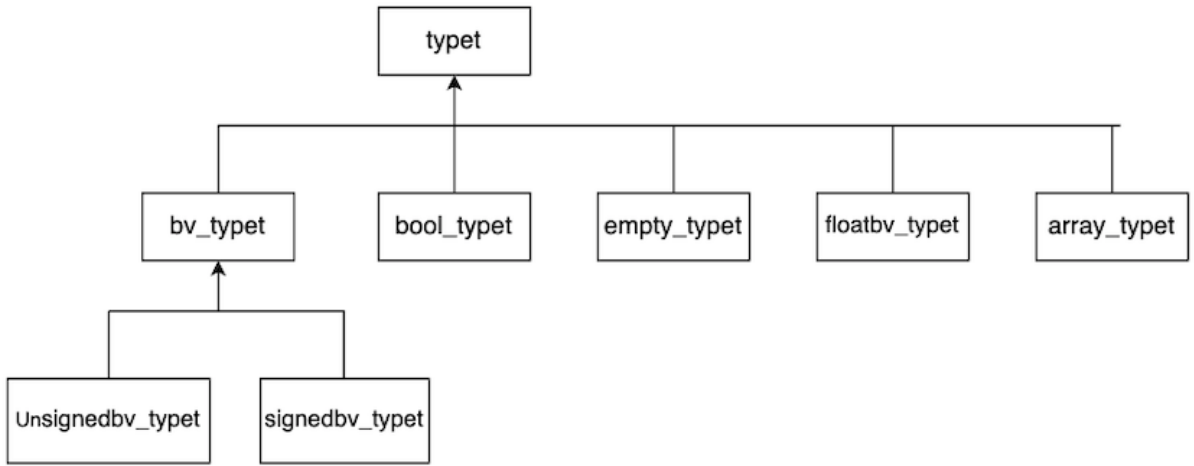 typet
bv_typet
bool_typet
empty_typet
floatbv_typet
array_typet
Unsignedbv_typet
signedbv_typet